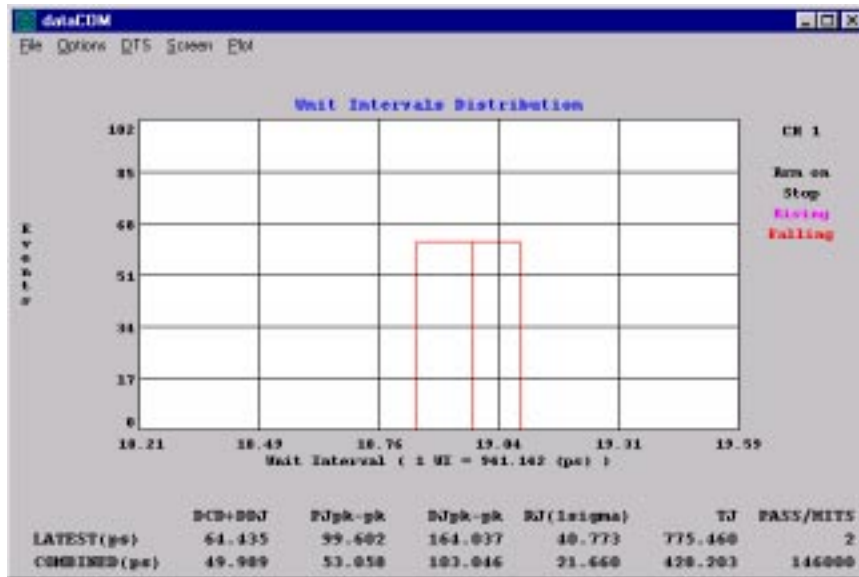 dataCOM
File Options DTS Screen Plot
Unit Intervals Distribution
CH 1
Arm on
Stop
Rising
Falling
Events
102
85
68
51
34
17
0
18.21 18.49 18.76 19.04 19.31 19.59
Unit Interval ( 1 UI = 941.142 (ps) )
DCD+DDJ PJpk-pk DJpk-pk RJ(1sigma) TJ PASS/HITS
LATEST(ps) 64.435 99.602 164.037 40.773 775.460 2
COMBINED(ps) 49.989 53.058 103.046 21.660 420.203 146000